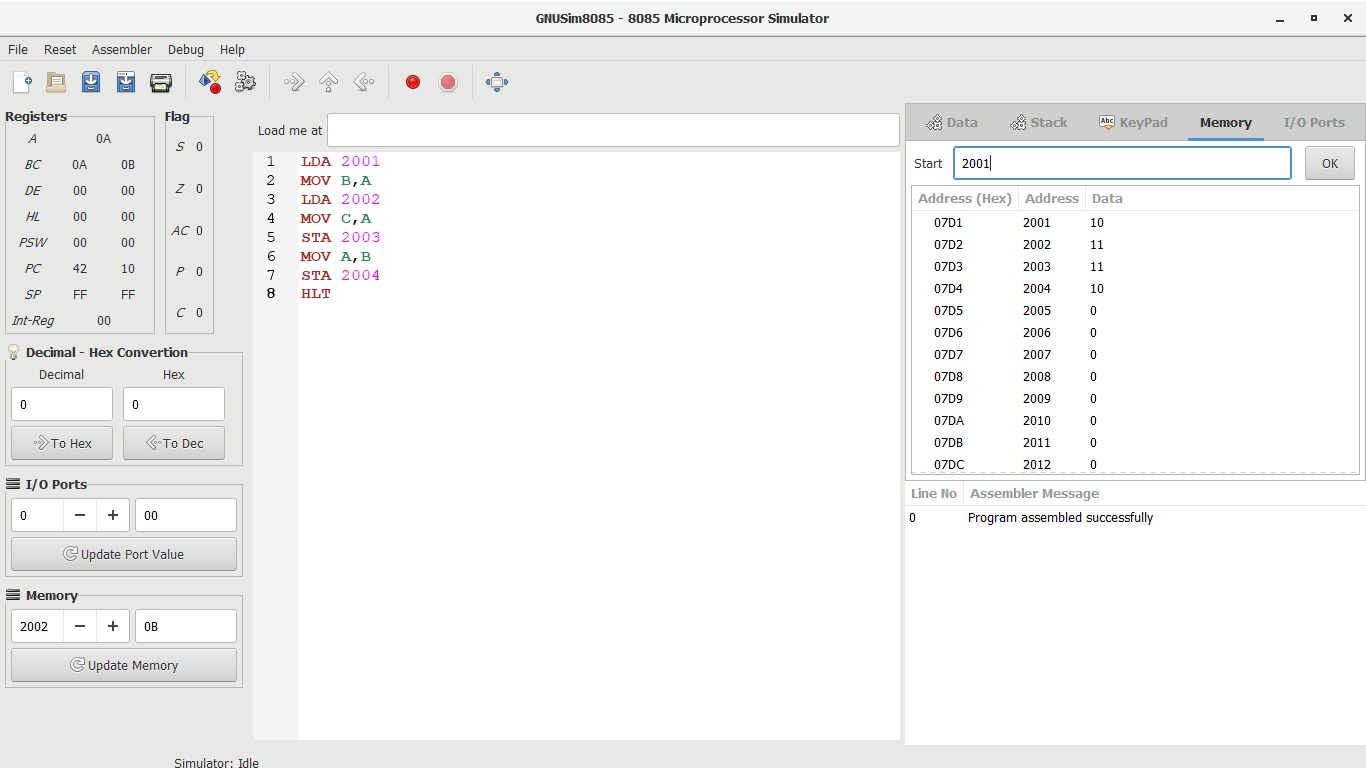 GNUSim8085 - 8085 Microprocessor Simulator
File Reset Assembler Debug Help
Registers
A 0A
BC 0A 0B
DE 00 00
HL 00 00
PSW 00 00
PC 42 10
SP FF FF
Int-Reg 00
Flag
S 0
Z 0
AC 0
P 0
C 0
Decimal - Hex Convertion
Decimal Hex
0 0
To Hex To Dec
I/O Ports
0 − + 00
Update Port Value
Memory
2002 − + 0B
Update Memory
Load me at
1 LDA 2001
2 MOV B,A
3 LDA 2002
4 MOV C,A
5 STA 2003
6 MOV A,B
7 STA 2004
8 HLT
Data Stack Abc KeyPad Memory I/O Ports
Start 2001 OK
Address (Hex) Address Data
07D1 2001 10
07D2 2002 11
07D3 2003 11
07D4 2004 10
07D5 2005 0
07D6 2006 0
07D7 2007 0
07D8 2008 0
07D9 2009 0
07DA 2010 0
07DB 2011 0
07DC 2012 0
Line No Assembler Message
0 Program assembled successfully
Simulator: Idle